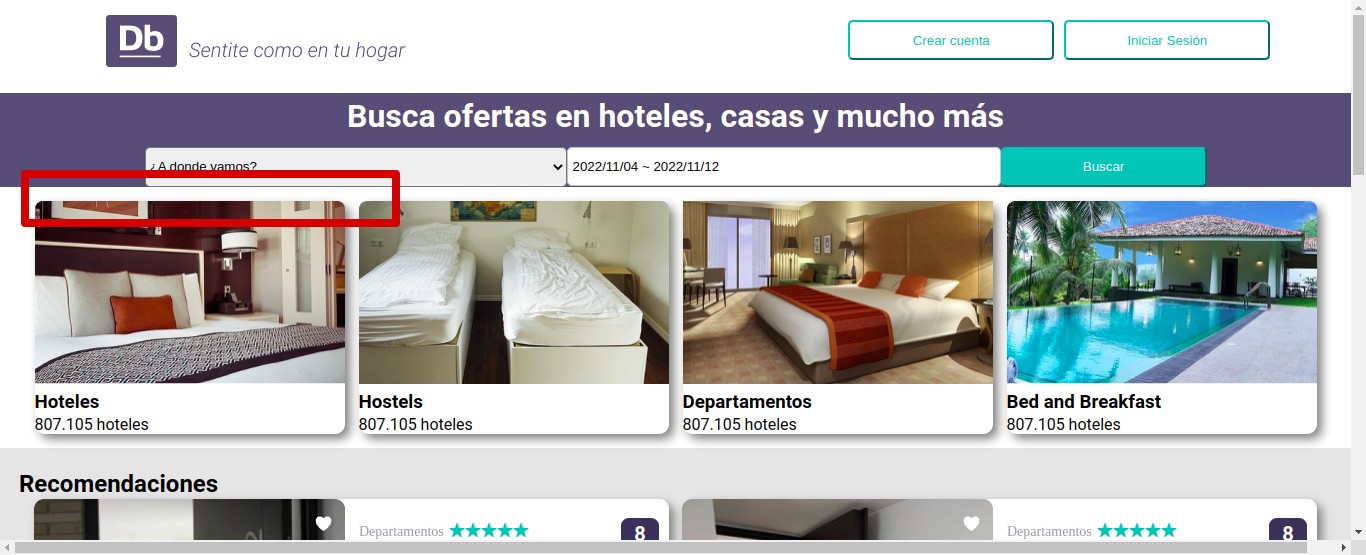 Db
Sentite como en tu hogar
Crear cuenta
Iniciar Sesión
Busca ofertas en hoteles, casas y mucho más
¿A donde vamos?
2022/11/04 ~ 2022/11/12
Buscar
Hoteles
807.105 hoteles
Hostels
807.105 hoteles
Departamentos
807.105 hoteles
Bed and Breakfast
807.105 hoteles
Recomendaciones
Departamentos
8
Departamentos
8